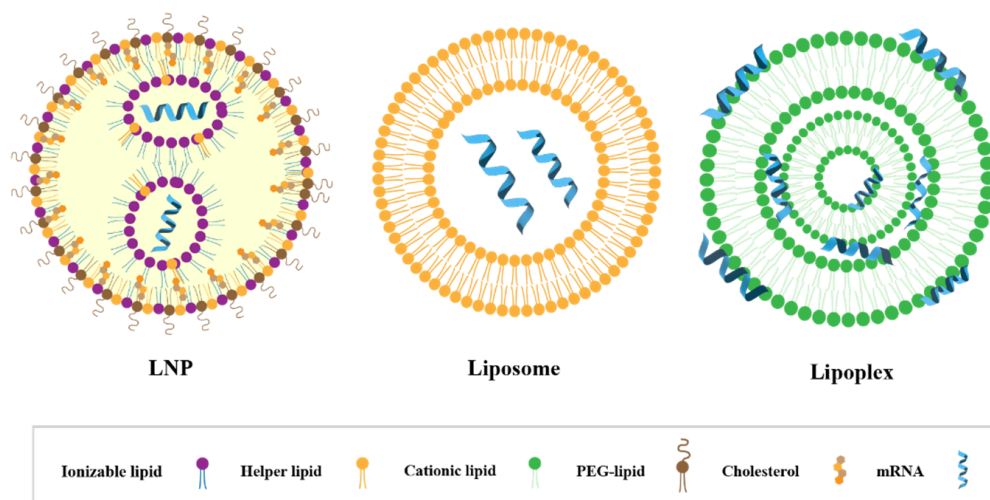 LNP
Liposome
Lipoplex
Ionizable lipid Helper lipid Cationic lipid PEG-lipid Cholesterol mRNA